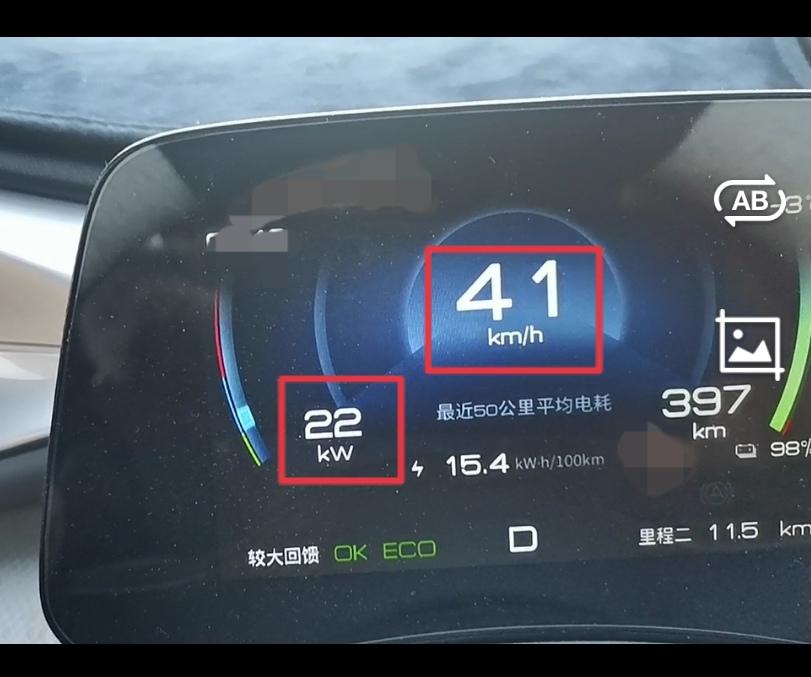 AB
-3°
41
km/h
22
kW
最近50公里平均电耗
15.4 kW·h/100km
397
km
98%
较大回馈 OK ECO
D
里程二 11.5 km